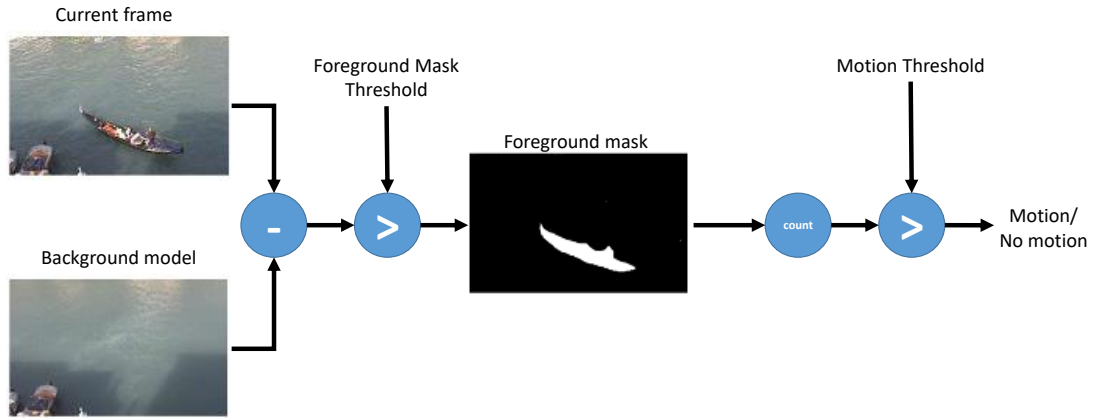 Current frame
Foreground Mask
Threshold
Motion Threshold
Foreground mask
-
>
count
>
Motion/
No motion
Background model